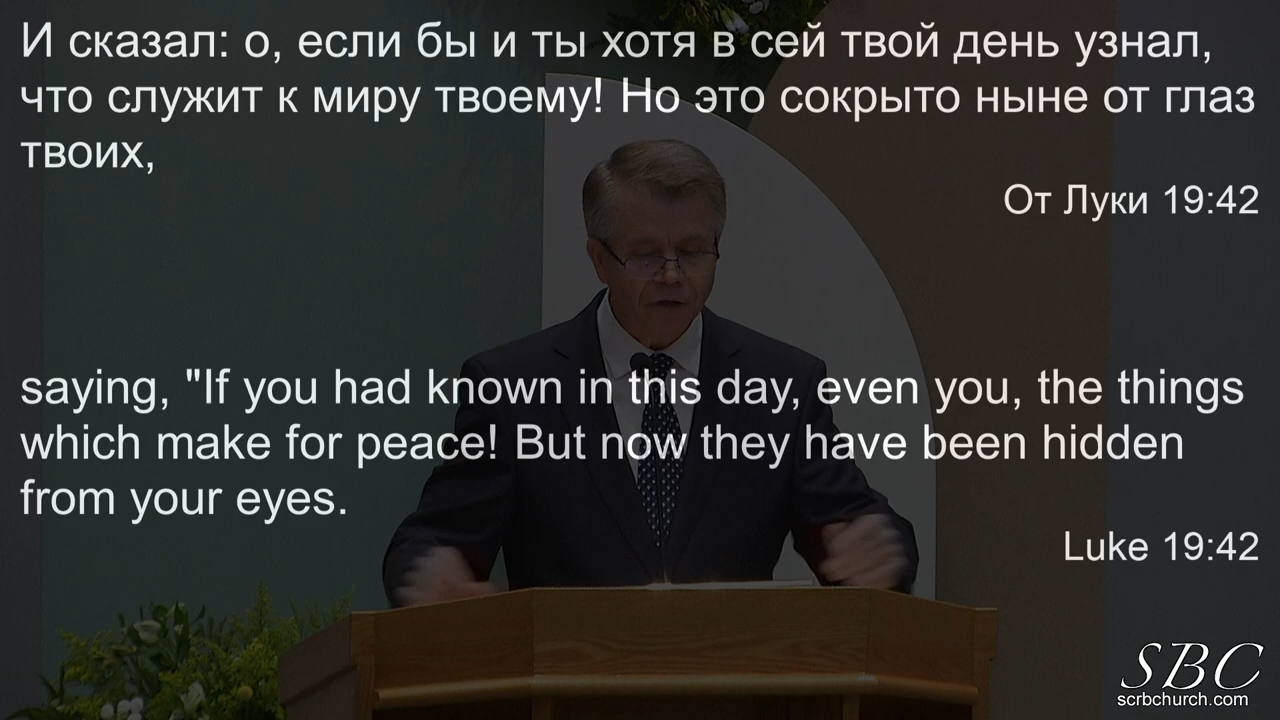 И сказал: о, если бы и ты хотя в сей твой день узнал,
что служит к миру твоему! Но это сокрыто ныне от глаз
твоих,
От Луки 19:42
saying, "If you had known in this day, even you, the things
which make for peace! But now they have been hidden
from your eyes.
Luke 19:42
SBC
scrbchurch.com